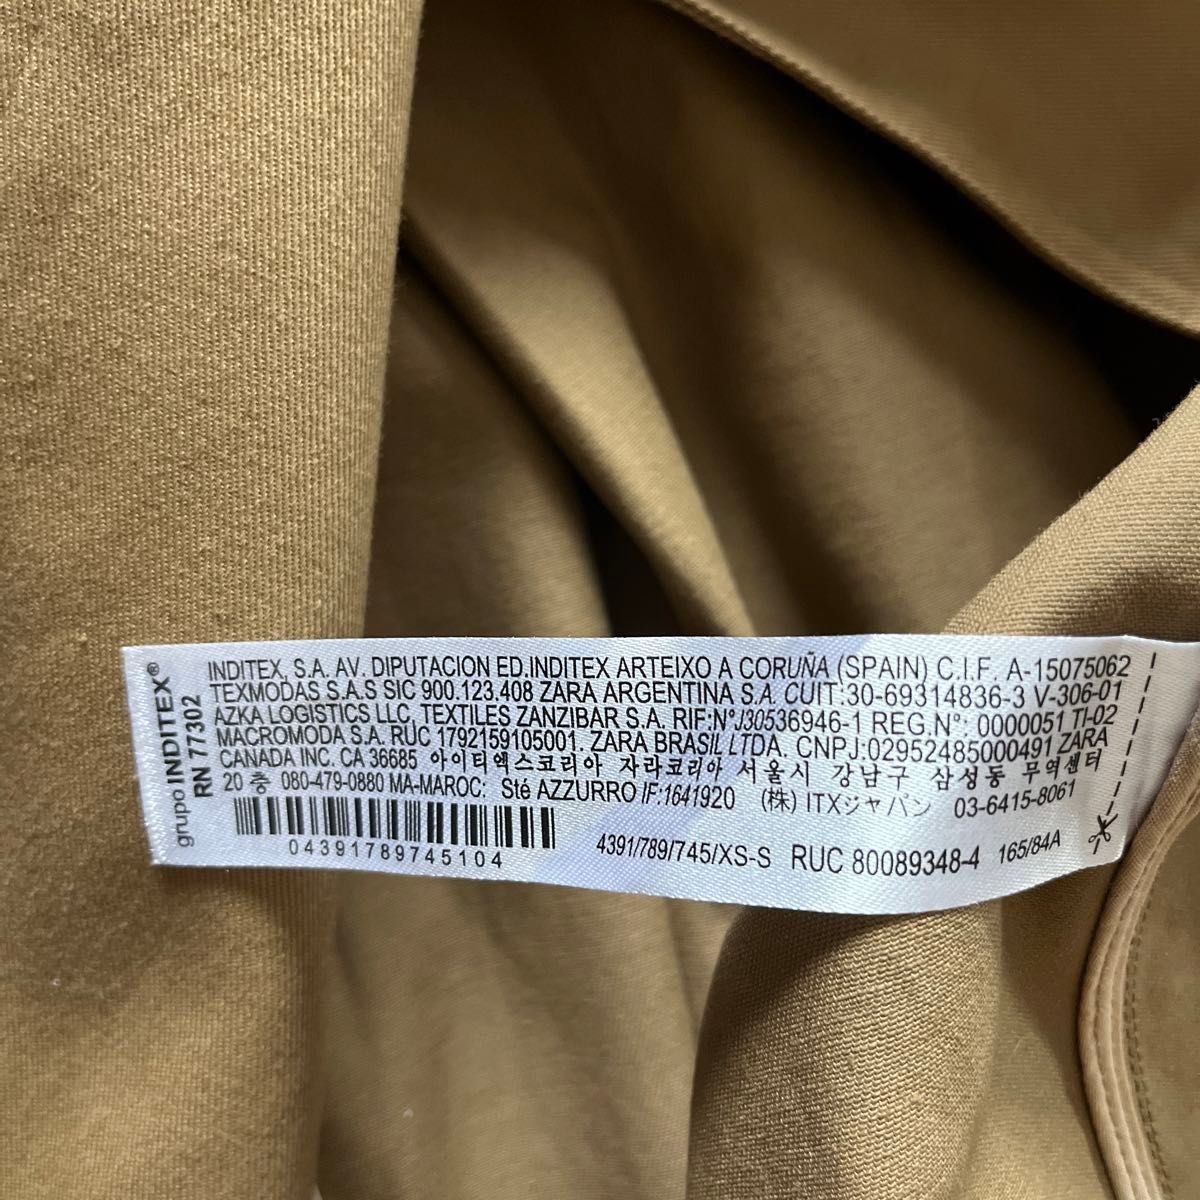 grupo INDITEX®
RN 77302
INDITEX, S.A. AV. DIPUTACION ED.INDITEX ARTEIXO A CORUÑA (SPAIN) C.I.F. A-15075062
TEXMODAS S.A.S SIC 900.123.408 ZARA ARGENTINA S.A. CUIT:30-69314836-3 V-306-01
AZKA LOGISTICS LLC, TEXTILES ZANZIBAR S.A. RIF:N°J30536946-1 REG.N°: 0000051 TI-02
MACROMODA S.A. RUC 1792159105001. ZARA BRASIL LTDA. CNPJ:02952485000491 ZARA
CANADA INC. CA 36685 아이티엑스코리아 자라코리아 서울시 강남구 삼성동 무역센터
20 층 080-479-0880 MA-MAROC: Sté AZZURRO IF:1641920 (株) ITXジャパン 03-6415-8061
04391789745104 4391/789/745/XS-S RUC 80089348-4 165/84A